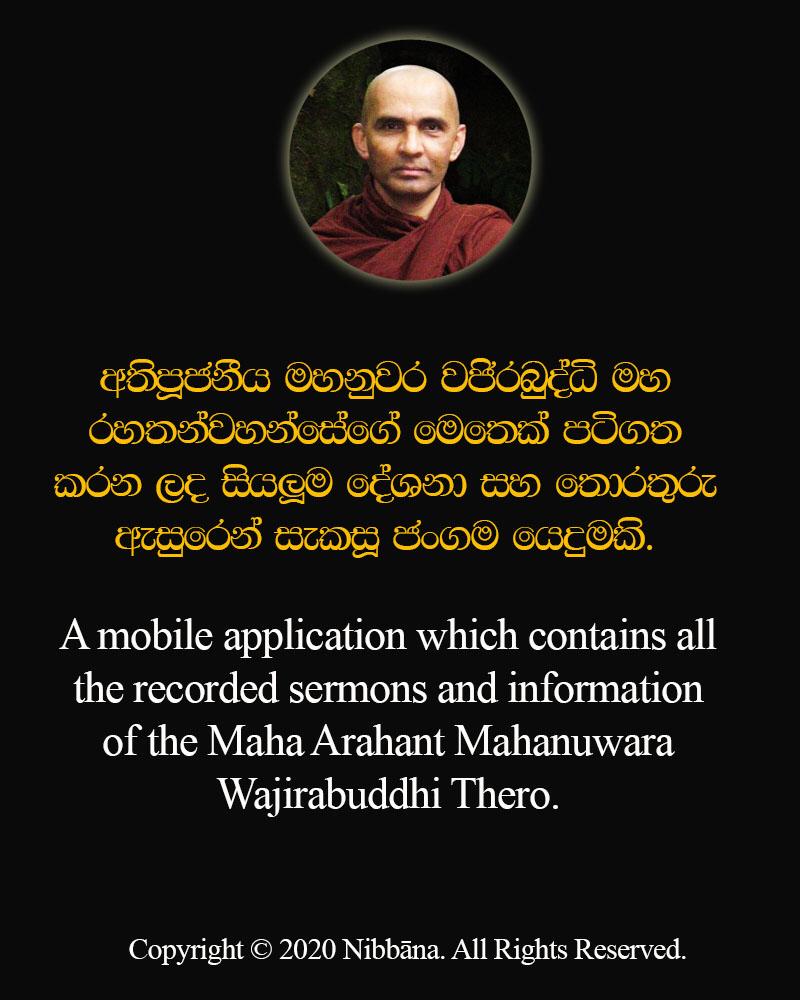 අතිපූජනීය මහනුවර වජිරබුද්ධි මහ
රහතන්වහන්සේගේ මෙතෙක් පටිගත
කරන ලද සියලූම දේශනා සහ තොරතුරු
ඇසුරෙන් සැකසූ ජංගම යෙදුමකි.
A mobile application which contains all
the recorded sermons and information
of the Maha Arahant Mahanuwara
Wajirabuddhi Thero.
Copyright © 2020 Nibbāna. All Rights Reserved.